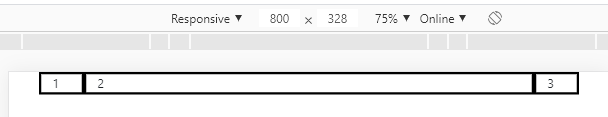 Responsive ▼ 800 × 328 75% ▼ Online ▼
1 2 3